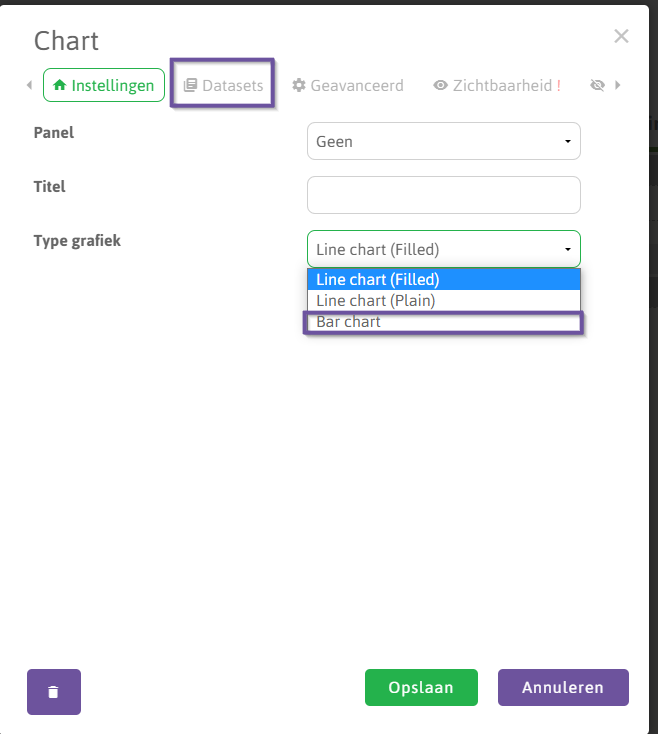 Chart
Instellingen Datasets Geavanceerd Zichtbaarheid !
Panel Geen
Titel
Type grafiek Line chart (Filled)
Line chart (Filled)
Line chart (Plain)
Bar chart
Opslaan Annuleren